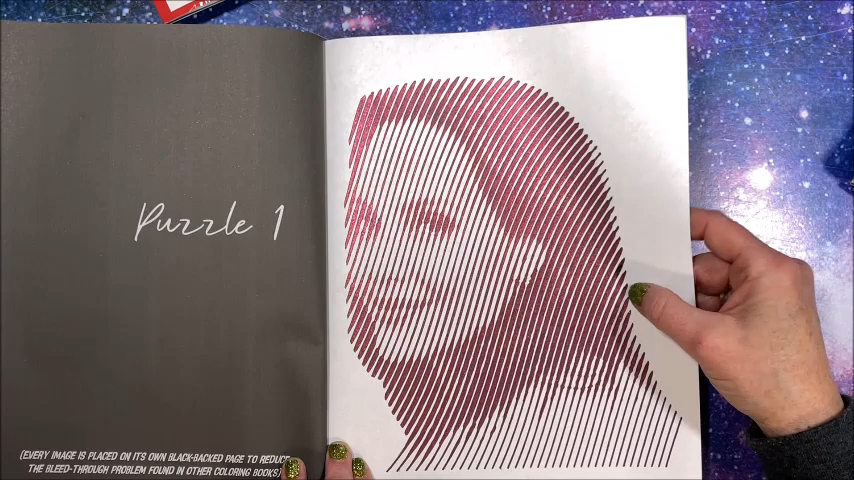 Puzzle 1
(EVERY IMAGE IS PLACED ON ITS OWN BLACK-BACKED PAGE TO REDUCE
THE BLEED-THROUGH PROBLEM FOUND IN OTHER COLORING BOOKS)